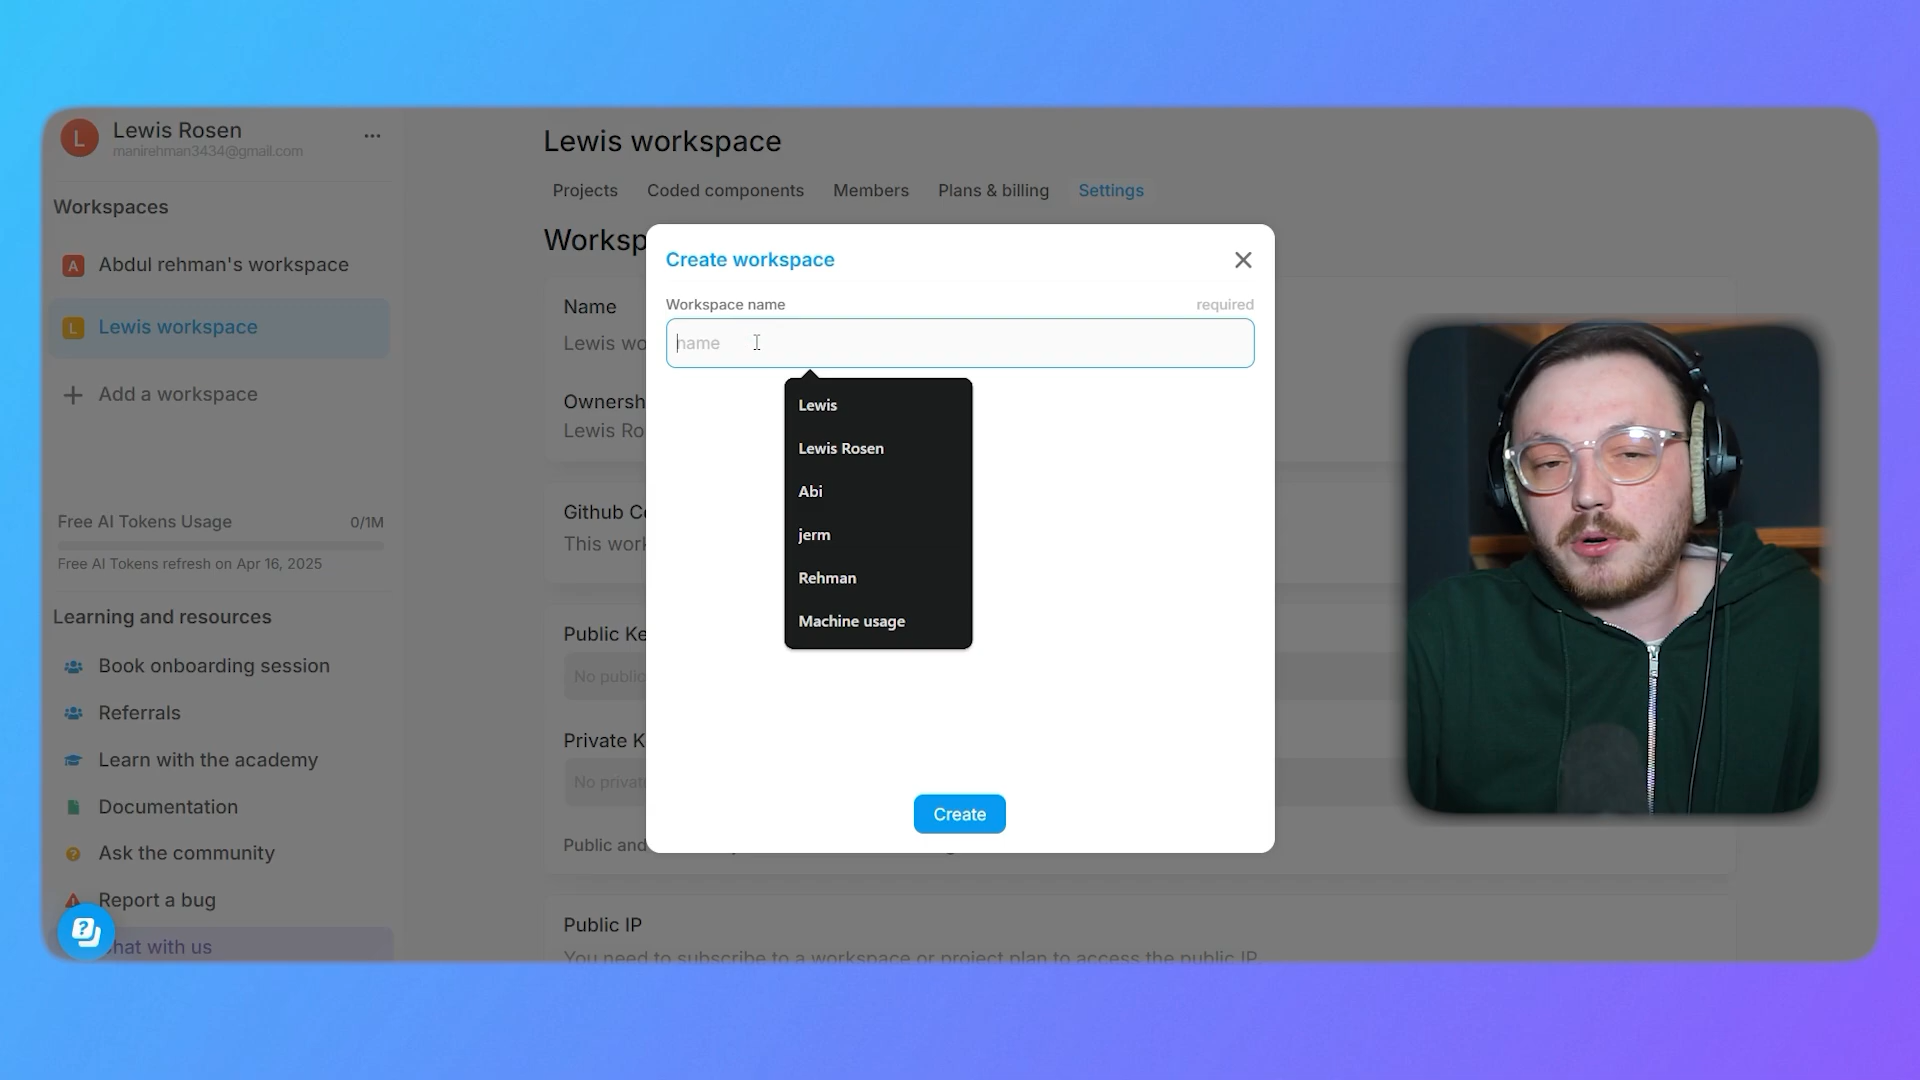 L
Lewis Rosen
...
manirehman3434@gmail.com
Workspaces
A
Abdul rehman's workspace
L
Lewis workspace
+ Add a workspace
Free AI Tokens Usage
0/1M
Free AI Tokens refresh on Apr 16, 2025
Learning and resources
Book onboarding session
Referrals
Learn with the academy
Documentation
Ask the community
Report a bug
hat with us
Lewis workspace
Projects
Coded components
Members
Plans & billing
Settings
Worksp
Name
Lewis wo
Ownersh
Lewis Ro
Github C
This work
Public Ke
No public
Private K
No privat
Public and
Public IP
You need to subscribe to a workspace or project plan to access the public IP.
Create workspace
Workspace name
required
name
Lewis
Lewis Rosen
Abi
jerm
Rehman
Machine usage
Create